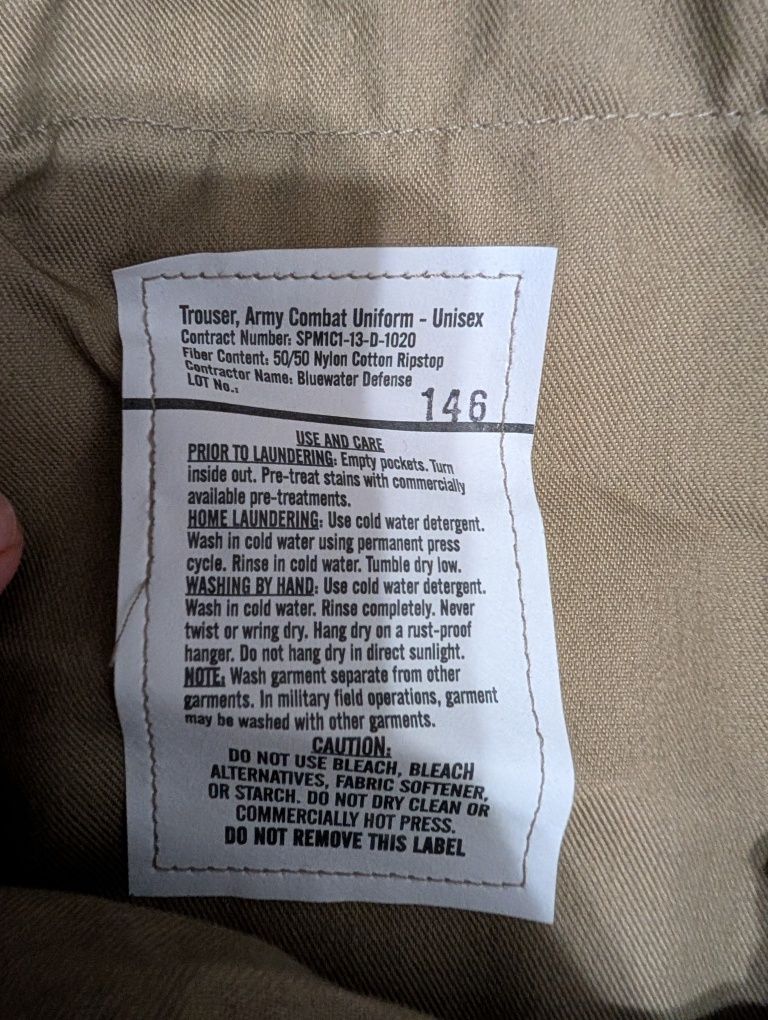 Trouser, Army Combat Uniform - Unisex
Contract Number: SPM1C1-13-D-1020
Fiber Content: 50/50 Nylon Cotton Ripstop
Contractor Name: Bluewater Defense
LOT No.:
146
USE AND CARE
PRIOR TO LAUNDERING: Empty pockets. Turn
inside out. Pre-treat stains with commercially
available pre-treatments.
HOME LAUNDERING: Use cold water detergent.
Wash in cold water using permanent press
cycle. Rinse in cold water. Tumble dry low.
WASHING BY HAND: Use cold water detergent.
Wash in cold water. Rinse completely. Never
twist or wring dry. Hang dry on a rust-proof
hanger. Do not hang dry in direct sunlight.
NOTE: Wash garment separate from other
garments. In military field operations, garment
may be washed with other garments.
CAUTION:
DO NOT USE BLEACH, BLEACH
ALTERNATIVES, FABRIC SOFTENER,
OR STARCH. DO NOT DRY CLEAN OR
COMMERCIALLY HOT PRESS.
DO NOT REMOVE THIS LABEL